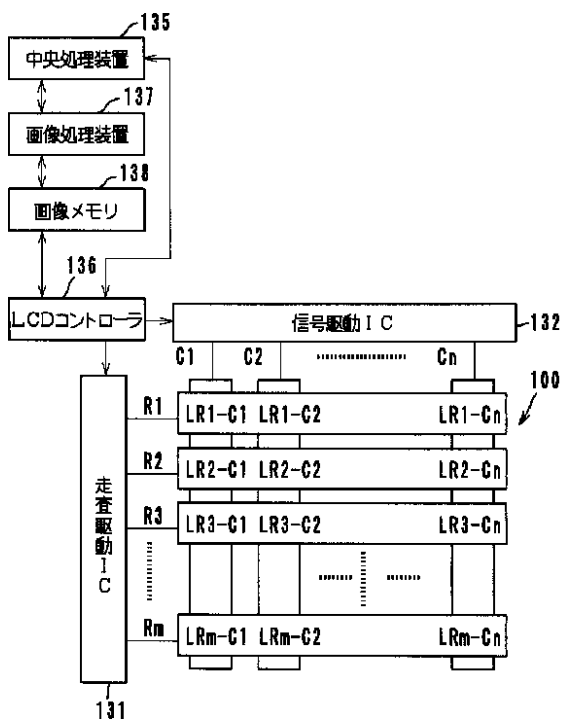 135
中央処理装置
137
画像処理装置
138
画像メモリ
136
LCDコントローラ
信号駆動IC
132
C1 C2 Cn
100
R1 LR1-C1 LR1-C2 LR1-Cn
R2 LR2-C1 LR2-C2 LR2-Cn
R3 LR3-C1 LR3-C2 LR3-Cn
走査駆動IC
Rm LRm-C1 LRm-C2 LRm-Cn
131